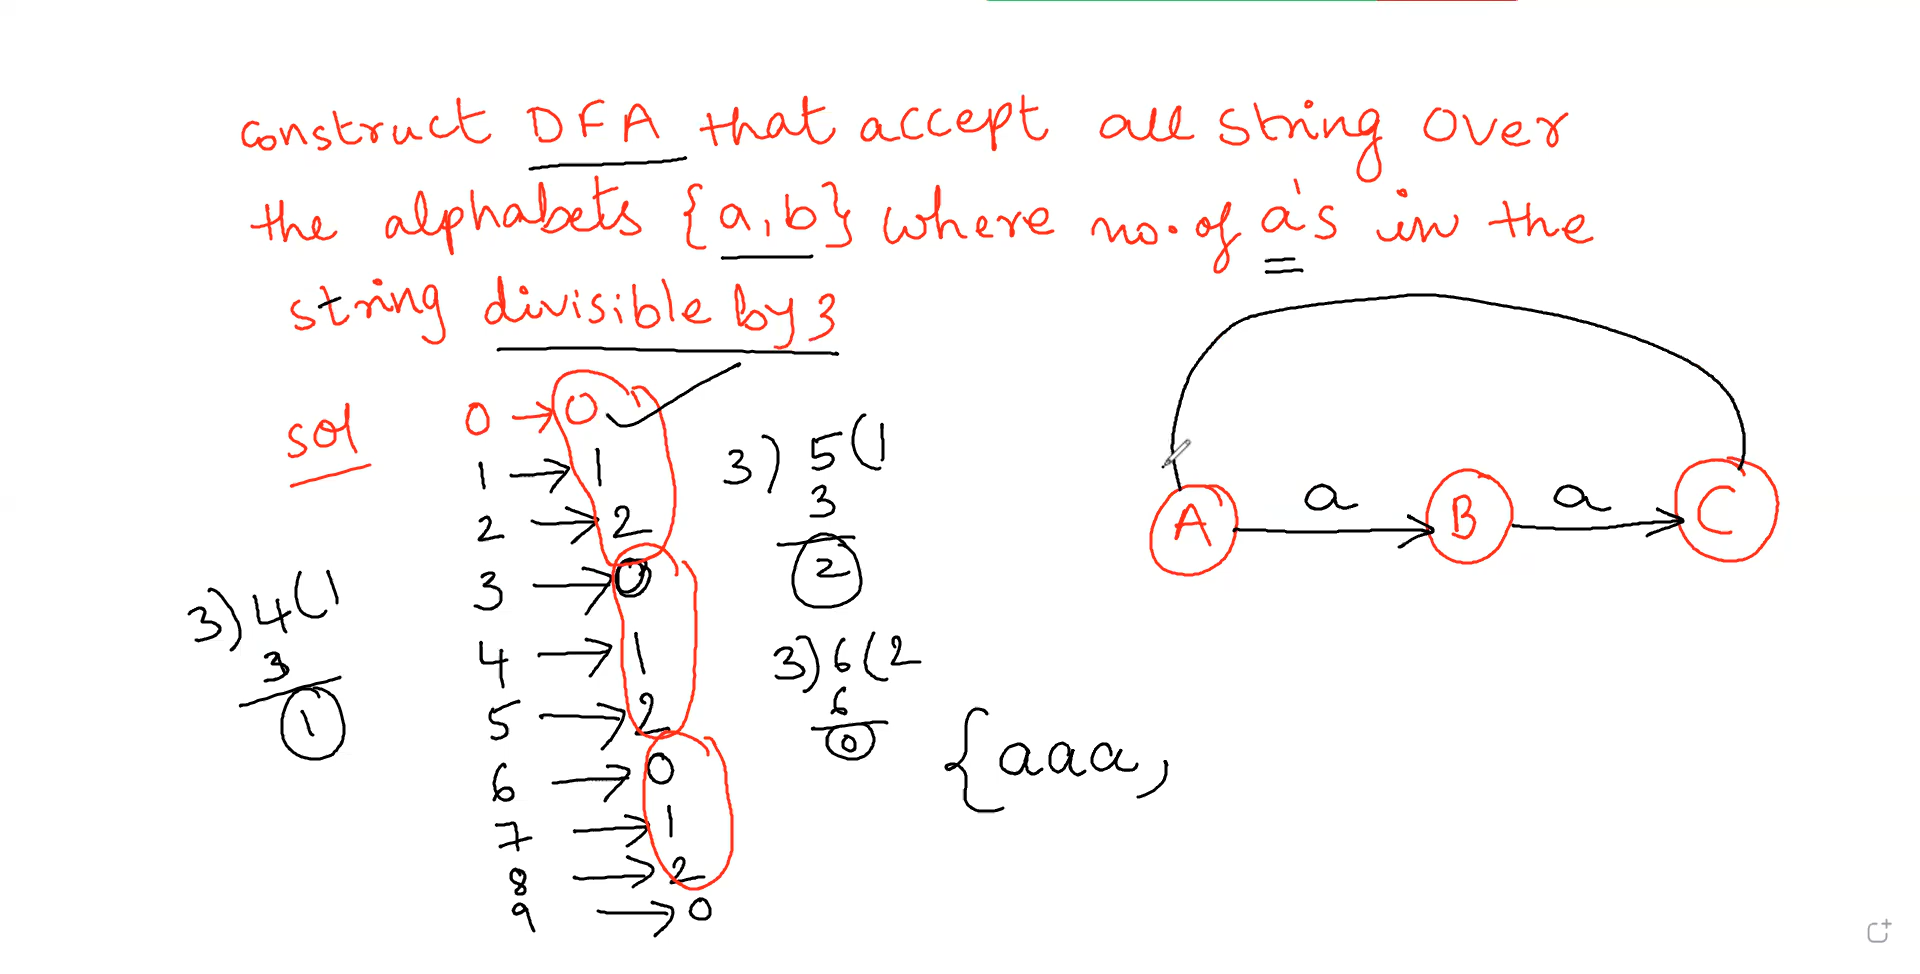 construct DFA that accept all string over
the alphabets {a,b} where no. of a's in the
string divisible by 3
sol
0 → 0
1 → 1
2 → 2
3 → 0
4 → 1
5 → 2
6 → 0
7 → 1
8 → 2
9 → 0
3) 4 ( 1
3
1
3) 5 ( 1
3
2
3) 6 ( 2
6
0
{ aaa,
a a
A B C